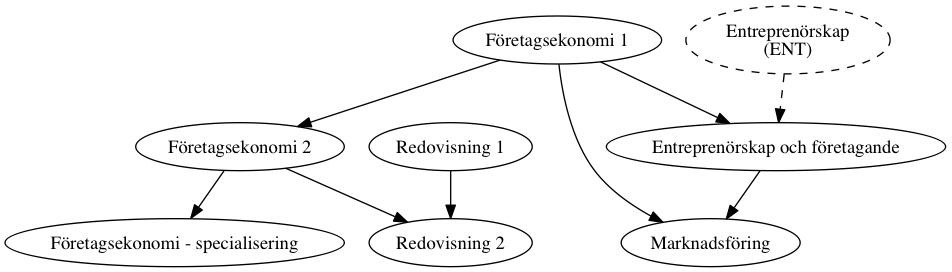 Företagsekonomi 1
Entreprenörskap
(ENT)
Företagsekonomi 2
Redovisning 1
Entreprenörskap och företagande
Företagsekonomi - specialisering
Redovisning 2
Marknadsföring